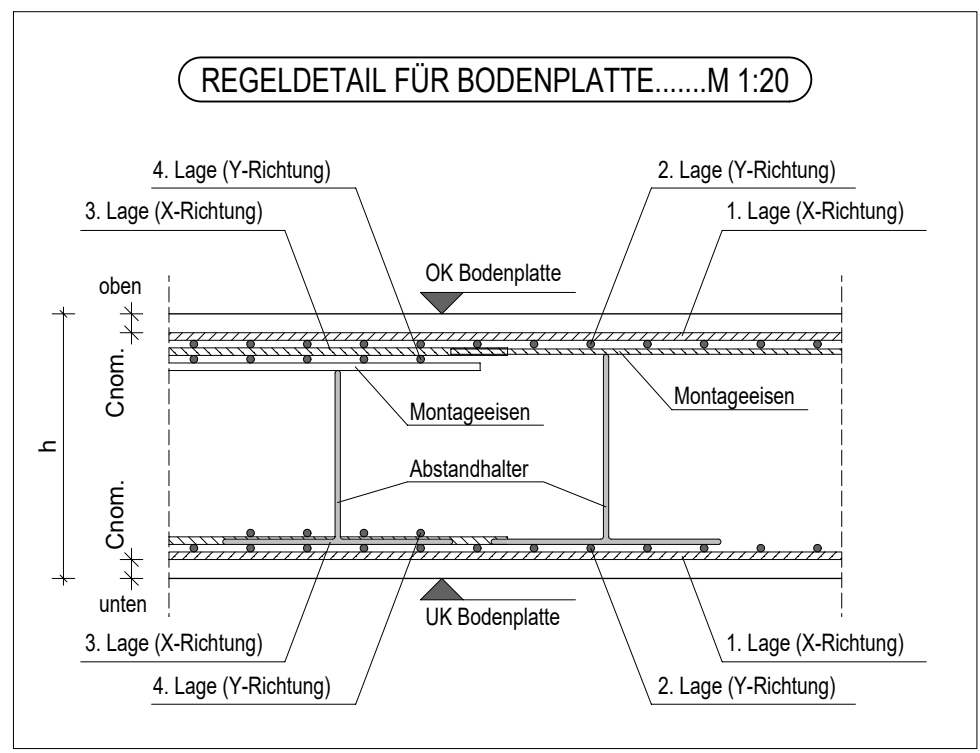 REGELDETAIL FÜR BODENPLATTE.......M 1:20
4. Lage (Y-Richtung)
2. Lage (Y-Richtung)
3. Lage (X-Richtung)
1. Lage (X-Richtung)
oben
OK Bodenplatte
Cnom.
Montageeisen
Montageeisen
h
Abstandhalter
Cnom.
unten
UK Bodenplatte
3. Lage (X-Richtung)
1. Lage (X-Richtung)
4. Lage (Y-Richtung)
2. Lage (Y-Richtung)